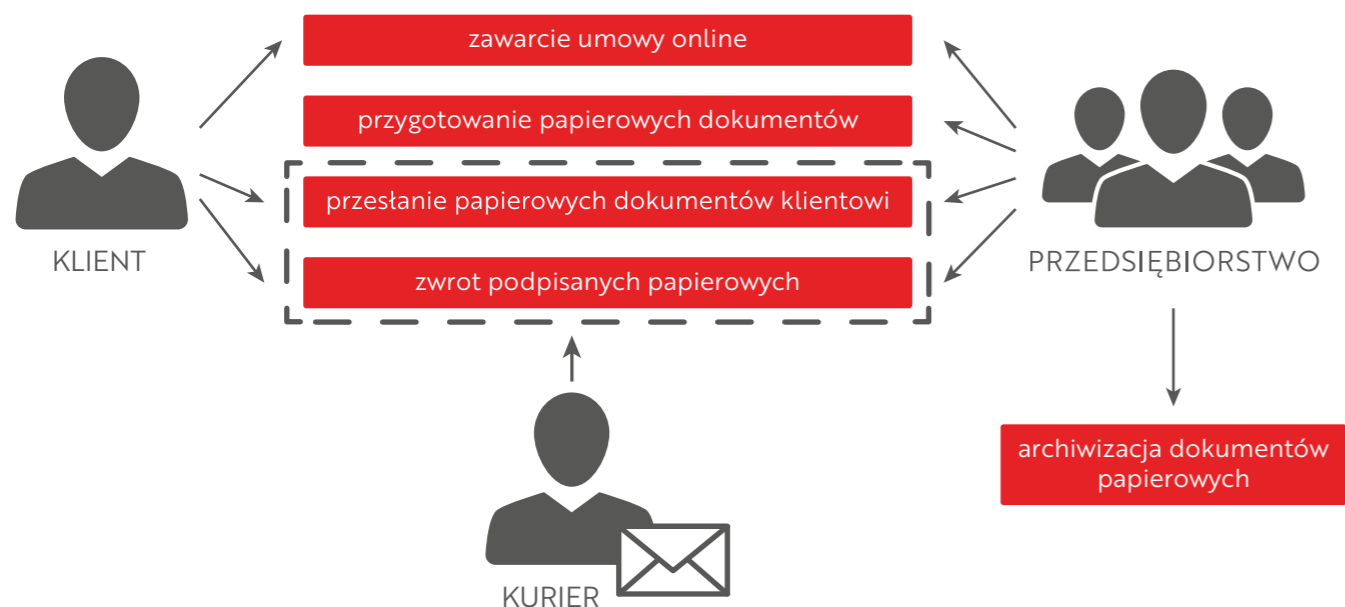 zawarcie umowy online
przygotowanie papierowych dokumentów
przesłanie papierowych dokumentów klientowi
zwrot podpisanych papierowych
KLIENT
PRZEDSIĘBIORSTWO
archiwizacja dokumentów
papierowych
KURIER